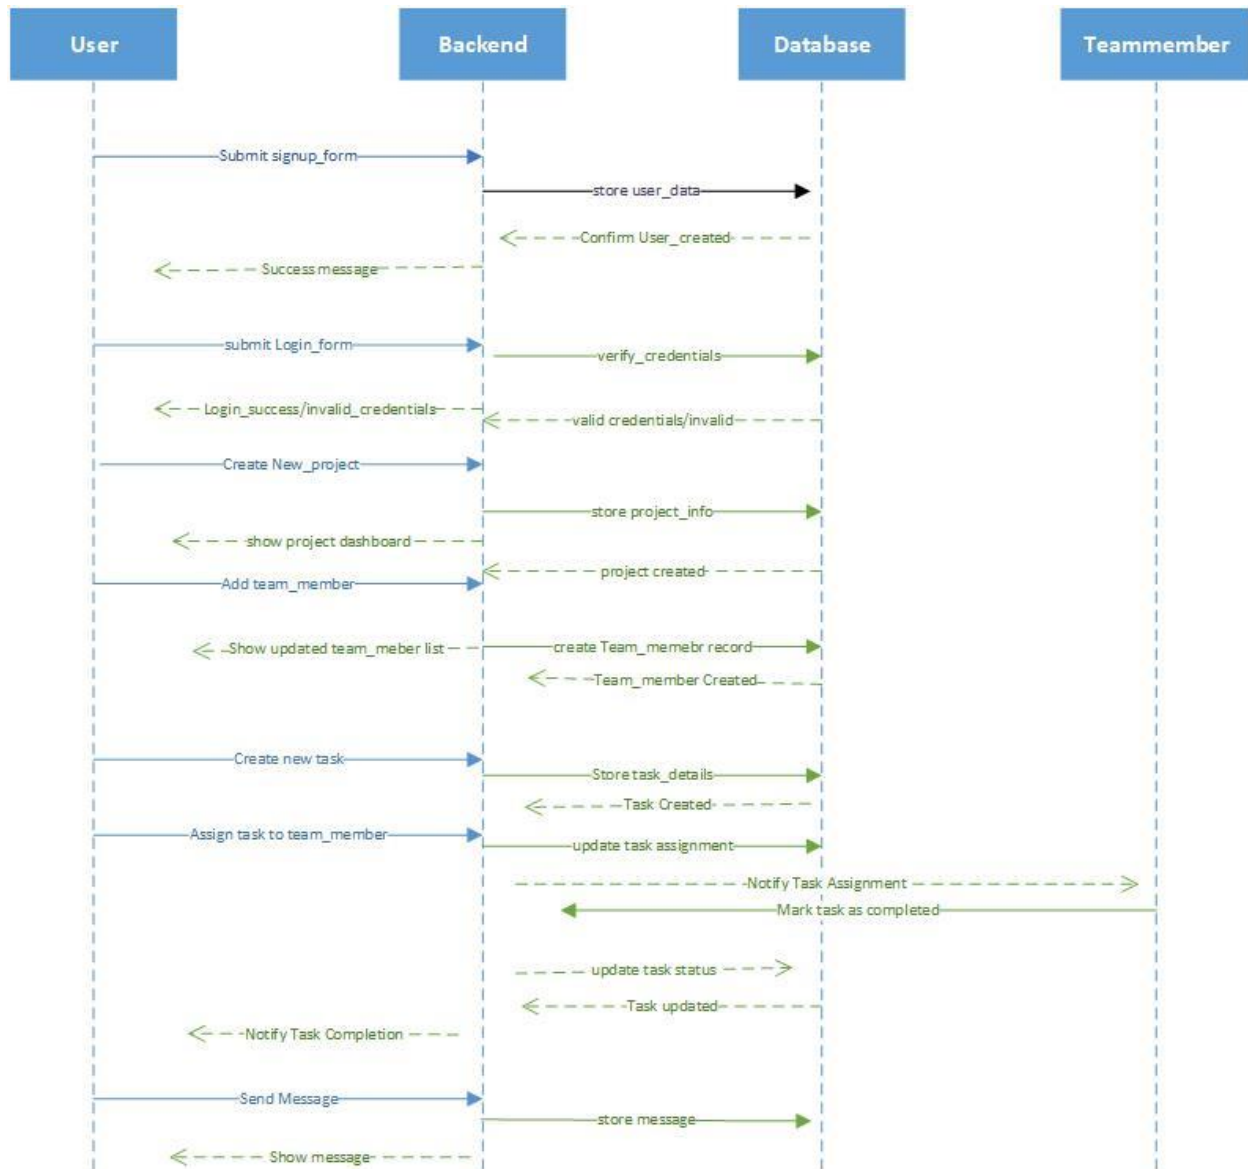 User
Backend
Database
Teammember
Submit signup_form
store user_data
Confirm User_created
Success message
submit Login_form
verify_credentials
Login_success/invalid_credentials
valid credentials/invalid
Create New_project
store project_info
show project dashboard
project created
Add team_member
Show updated team_meber list
create Team_memebr record
Team_member Created
Create new task
Store task_details
Task Created
Assign task to team_member
update task assignment
Notify Task Assignment
Mark task as completed
update task status
Task updated
Notify Task Completion
Send Message
store message
Show message